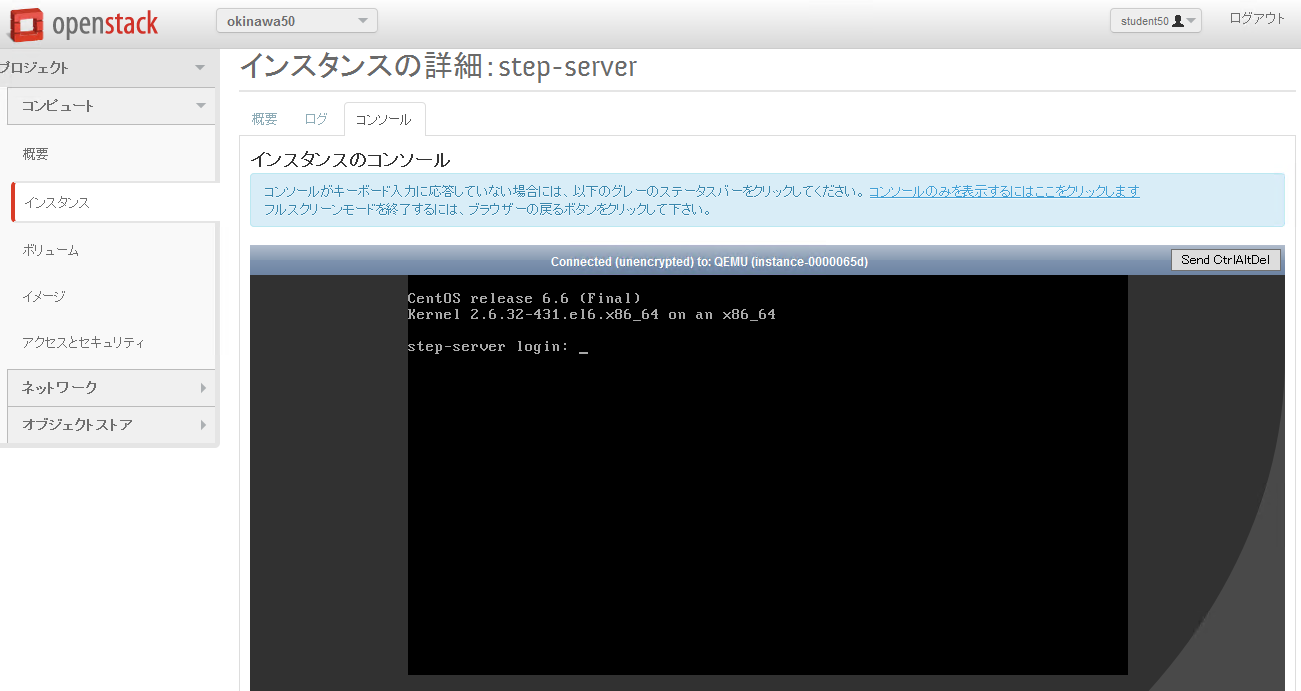 openstack
okinawa50
student50
ログアウト
プロジェクト
コンピュート
概要
インスタンス
ボリューム
イメージ
アクセスとセキュリティ
ネットワーク
オブジェクトストア
インスタンスの詳細: step-server
概要 ログ コンソール
インスタンスのコンソール
コンソールがキーボード入力に応答していない場合には、以下のグレーのステータスバーをクリックしてください。 コンソールのみを表示するにはここをクリックします
フルスクリーンモードを終了するには、ブラウザーの戻るボタンをクリックして下さい。
Connected (unencrypted) to: QEMU (instance-0000065d)
Send CtrlAltDel
CentOS release 6.6 (Final)
Kernel 2.6.32-431.el6.x86_64 on an x86_64
step-server login: _